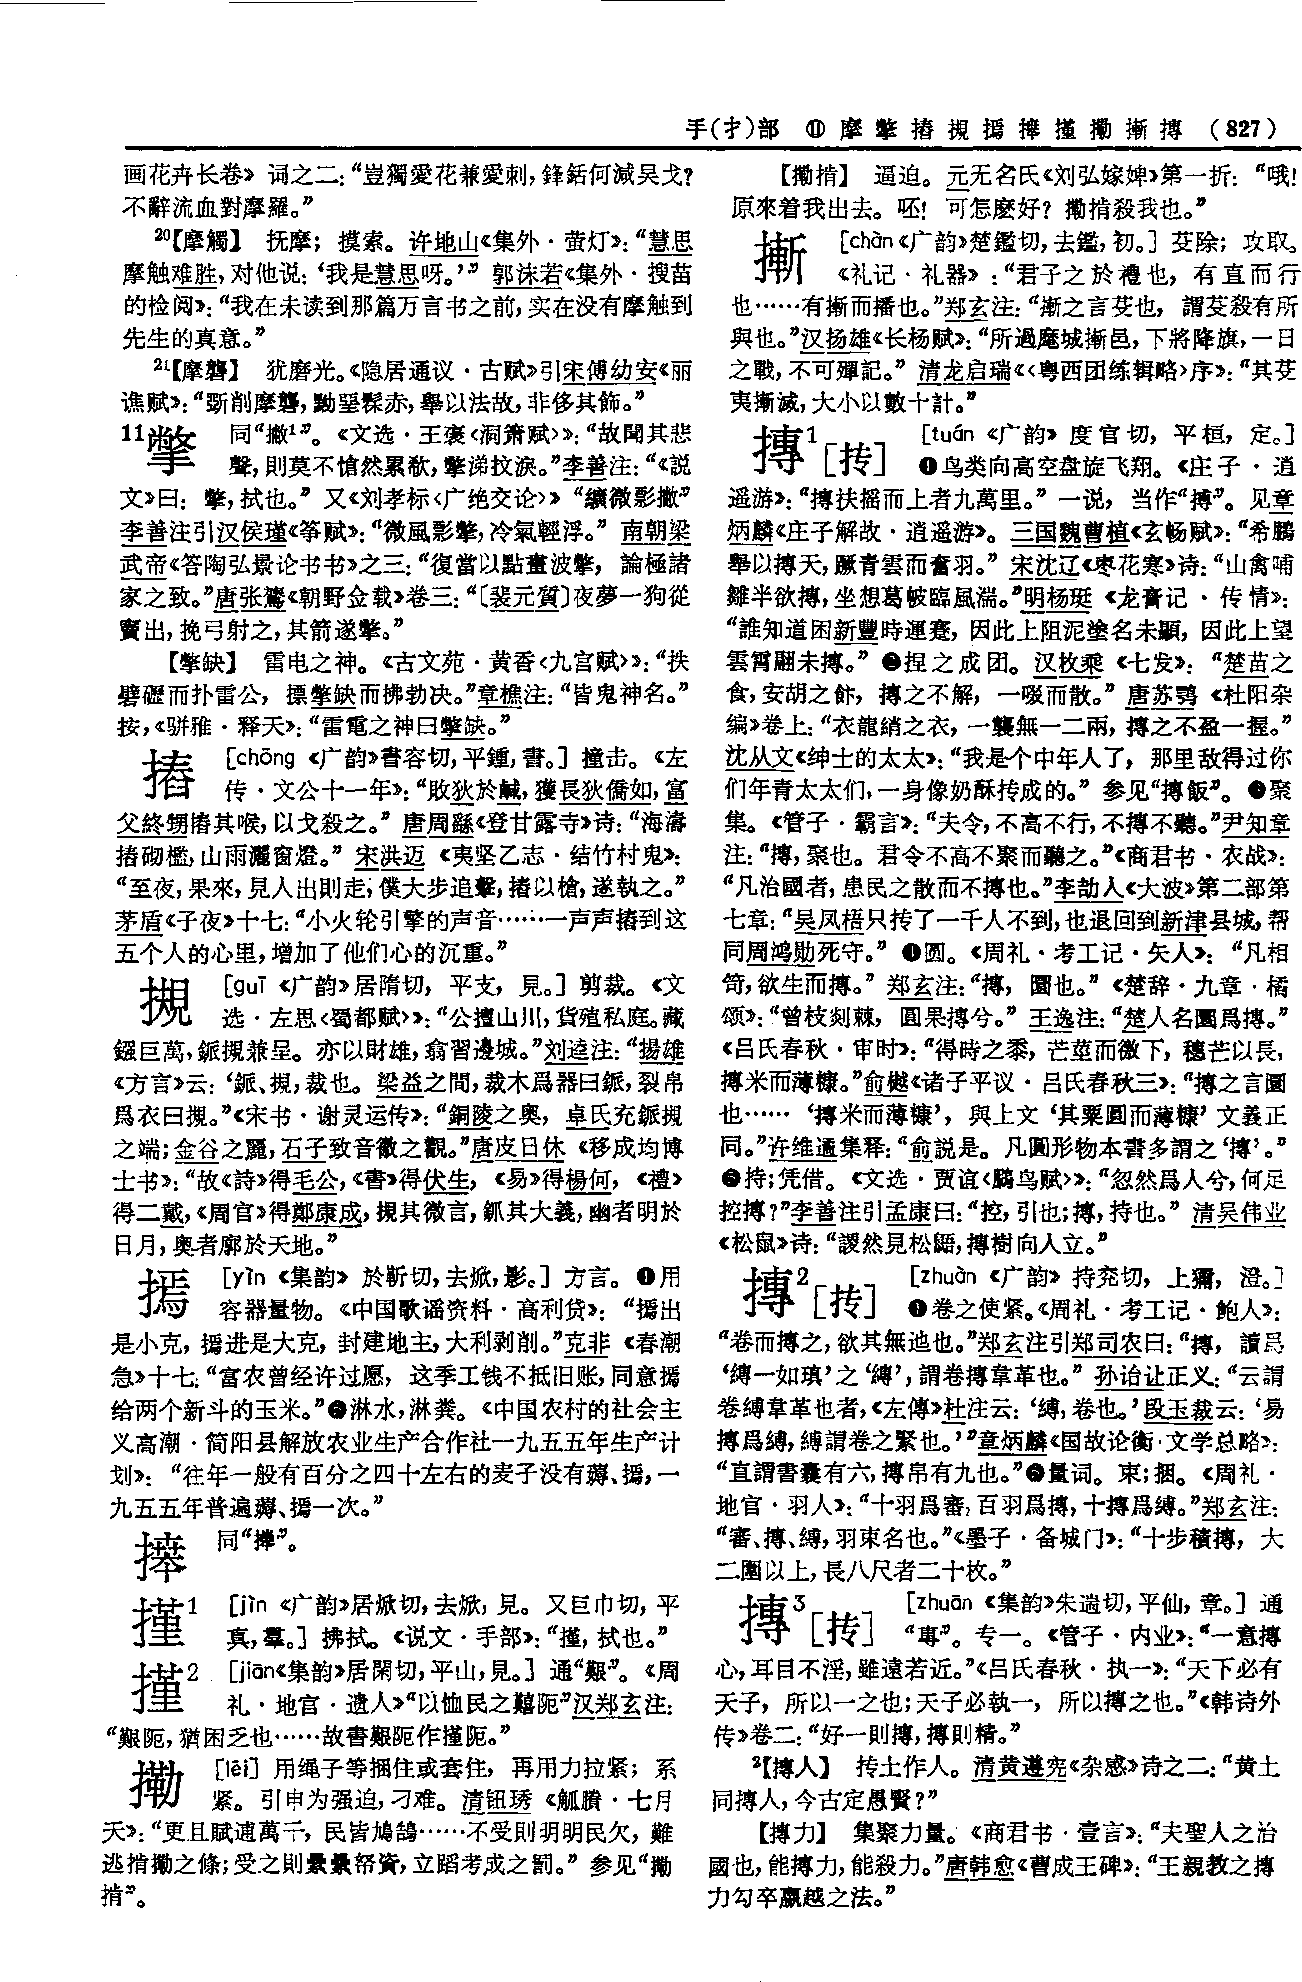 手(扌)部 ⑪ 摩擎摏摫㨼㩀㨷㩐摲摶 (827)
画花卉长卷》词之二:“豈獨愛花兼愛刺,鋒銛何減吴戈?
不辭流血對摩羅。”
20【摩觸】 抚摩;摸索。许地山《集外·萤灯》:“慧思
摩触难胜,对他说:‘我是慧思呀。’” 郭沫若《集外·搜苗
的检阅》:“我在未读到那篇万言书之前,实在没有摩触到
先生的真意。”
21【摩礱】 犹磨光。《隐居通议·古赋》引宋傅幼安《丽
谯赋》:“斲削摩礱,黝堊髹赤,舉以法故,非侈其飾。”
11撆 同“撇1”。《文选·王褒〈洞箫赋〉》:“故聞其悲
聲,則莫不愴然累欷,撆涕抆淚。”李善注:“《説
文》曰:撆,拭也。”又《刘孝标〈广绝交论〉》“纊微影撇”
李善注引汉侯瑾《筝赋》:“微風影撆,冷氣輕浮。” 南朝梁
武帝《答陶弘景论书书》之三:“復當以點畫波撆,論極諸
家之致。”唐张鷟《朝野佥载》卷三:“〔裴元質〕夜夢一狗從
竇出,挽弓射之,其箭遂撆。”
【撆缺】 雷电之神。《古文苑·黄香〈九宫赋〉》:“抶
礔礰而扑雷公,摽撆缺而拂勃决。”章樵注:“皆鬼神名。”
按,《骈雅·释天》:“雷電之神曰撆缺。”
摏 [chōng《广韵》書容切,平鍾,書。]撞击。《左
传·文公十一年》:“敗狄於鹹,獲長狄僑如,富
父終甥摏其喉,以戈殺之。” 唐周繇《登甘露寺》诗:“海濤
摏砌檻,山雨灑窗燈。” 宋洪迈《夷坚乙志·结竹村鬼》:
“至夜,果來,見人出則走,僕大步追擊,摏以槍,遂執之。”
茅盾《子夜》十七:“小火轮引擎的声音……一声声摏到这
五个人的心里,增加了他们心的沉重。”
摫 [guī《广韵》居隋切,平支,見。]剪裁。《文
选·左思〈蜀都赋〉》:“公擅山川,貨殖私庭。藏
鏹巨萬,鈲摫兼呈。亦以財雄,翕習邊城。”刘逵注:“揚雄
《方言》云:‘鈲、摫,裁也。梁益之間,裁木爲器曰鈲,裂帛
爲衣曰摫。”《宋书·谢灵运传》:“銅陵之奥,卓氏充鈲摫
之端;金谷之麗,石子致音徽之觀。”唐皮日休《移成均博
士书》:“故《詩》得毛公,《書》得伏生,《易》得楊何,《禮》
得二戴,《周官》得鄭康成,摫其微言,鈲其大義,幽者明於
日月,奥者廓於天地。”
[yìn《集韵》於靳切,去焮,影。]方言。❶用
容器量物。《中国歌谣资料·高利贷》:“出
是小克,进是大克,封建地主,大利剥削。”克非《春潮
急》十七:“富农曾经许过愿,这季工钱不抵旧账,同意
给两个新斗的玉米。”❷淋水,淋粪。《中国农村的社会主
义高潮·简阳县解放农业生产合作社一九五五年生产计
划》:“往年一般有百分之四十左右的麦子没有薅、,一
九五五年普遍薅、一次。”
同“”。
墐1 [jìn《广韵》居焮切,去焮,見。又巨巾切,平
真,羣。]拂拭。《说文·手部》:“㨷,拭也。”
㨷2 [jiān《集韵》居閑切,平山,見。]通“艱”。《周
礼·地官·遗人》“以恤民之囏阨”汉郑玄注:
“艱阨,猶困乏也……故書艱阨作㨷阨。”
㔣 [lēi]用绳子等捆住或套住,再用力拉紧;系
紧。引申为强迫,刁难。清钮琇《觚賸·七月
天》:“更且賦逋萬千,民皆鳩鵠……不受則明明民欠,難
逃掯之條;受之則纍纍帑資,立蹈考成之罰。”参见“
掯”。
【掯】 逼迫。元无名氏《刘弘嫁婢》第一折:“哦!
原來着我出去。呸!可怎麽好?掯殺我也。”
摲 [chàn《广韵》楚鑑切,去鑑,初。]芟除;攻取。
《礼记·礼器》:“君子之於禮也,有直而行
也……有摲而播也。”郑玄注:“摲之言芟也,謂芟殺有所
與也。”汉扬雄《长杨赋》:“所過麾城摲邑,下將降旗,一日
之戰,不可殫記。” 清龙启瑞《〈粤西团练辑略〉序》:“其芟
夷摲滅,大小以數十計。”
摶1[抟] [tuán《广韵》度官切,平桓,定。]
❶鸟类向高空盘旋飞翔。《庄子·逍
遥游》:“摶扶摇而上者九萬里。”一说,当作“搏”。见章
炳麟《庄子解故·逍遥游》。三国魏曹植《玄畅赋》:“希鵬
舉以摶天,蹶青雲而奮羽。” 宋沈辽《枣花寒》诗:“山禽哺
雛半欲摶,坐想葛帔臨風湍。”明杨珽《龙膏记·传情》:
“誰知道困新豐時運蹇,因此上阻泥塗名未顯,因此上望
雲霄翮未摶。”❷捏之成团。汉枚乘《七发》:“楚苗之
食,安胡之飰,摶之不解,一啜而散。” 唐苏鹗《杜阳杂
编》卷上:“衣龍綃之衣,一襲無一二兩,摶之不盈一握。”
沈从文《绅士的太太》:“我是个中年人了,那里敌得过你
们年青太太们,一身像奶酥抟成的。”参见“摶飯”。❸聚
集。《管子·霸言》:“夫令,不高不行,不摶不聽。”尹知章
注:“摶,聚也。君令不高不聚而聽之。”《商君书·农战》:
“凡治國者,患民之散而不摶也。”李劼人《大波》第二部第
七章:“吴凤梧只抟了一千人不到,也退回到新津县城,帮
同周鸿勋死守。”❹圆。《周礼·考工记·矢人》:“凡相
笴,欲生而摶。”郑玄注:“摶,圜也。”《楚辞·九章·橘
颂》:“曾枝剡棘,圓果摶兮。” 王逸注:“楚人名圜爲摶。”
《吕氏春秋·审时》:“得時之黍,芒莖而徼下,穗芒以長,
摶米而薄糠。”俞樾《诸子平议·吕氏春秋三》:“摶之言圜
也……‘摶米而薄糠’,與上文‘其粟圓而薄糠’文義正
同。”许维遹集释:“俞説是。凡圓形物本書多謂之‘摶’。”
❺持;凭借。《文选·贾谊〈鵩鸟赋〉》:“忽然爲人兮,何足
控摶?”李善注引孟康曰:“控,引也;摶,持也。” 清吴伟业
《松鼠》诗:“謖然見松鼯,摶樹向人立。”
摶2[抟] [zhuàn《广韵》持兖切,上獮,澄。]
❶卷之使紧。《周礼·考工记·鲍人》:
“卷而摶之,欲其無迆也。”郑玄注引郑司农曰:“摶,讀爲
‘縛一如瑱’之‘縛’,謂卷摶韋革也。” 孙诒让正义:“云謂
卷縛韋革也者,《左傳》杜注云:‘縛,卷也。’段玉裁云:‘易
摶爲縛,縛謂卷之緊也。’”章炳麟《国故论衡·文学总略》:
“直謂書囊有六,摶帛有九也。”❷量词。束;捆。《周礼·
地官·羽人》:“十羽爲審,百羽爲摶,十摶爲縛。”郑玄注:
“審、摶、縛,羽束名也。”《墨子·备城门》:“十步積摶,大
二圍以上,長八尺者二十枚。”
摶3[抟] [zhuān《集韵》朱遄切,平仙,章。]通
“專”。专一。《管子·内业》:“一意摶
心,耳目不淫,雖遠若近。”《吕氏春秋·执一》:“天下必有
天子,所以一之也;天子必執一,所以摶之也。”《韩诗外
传》卷二:“好一則摶,摶則精。”
2【摶人】 抟土作人。清黄遵宪《杂感》诗之二:“黄土
同摶人,今古定愚賢?”
【摶力】 集聚力量。《商君书·壹言》:“夫聖人之治
國也,能摶力,能殺力。”唐韩愈《曹成王碑》:“王親教之摶
力勾卒嬴越之法。”